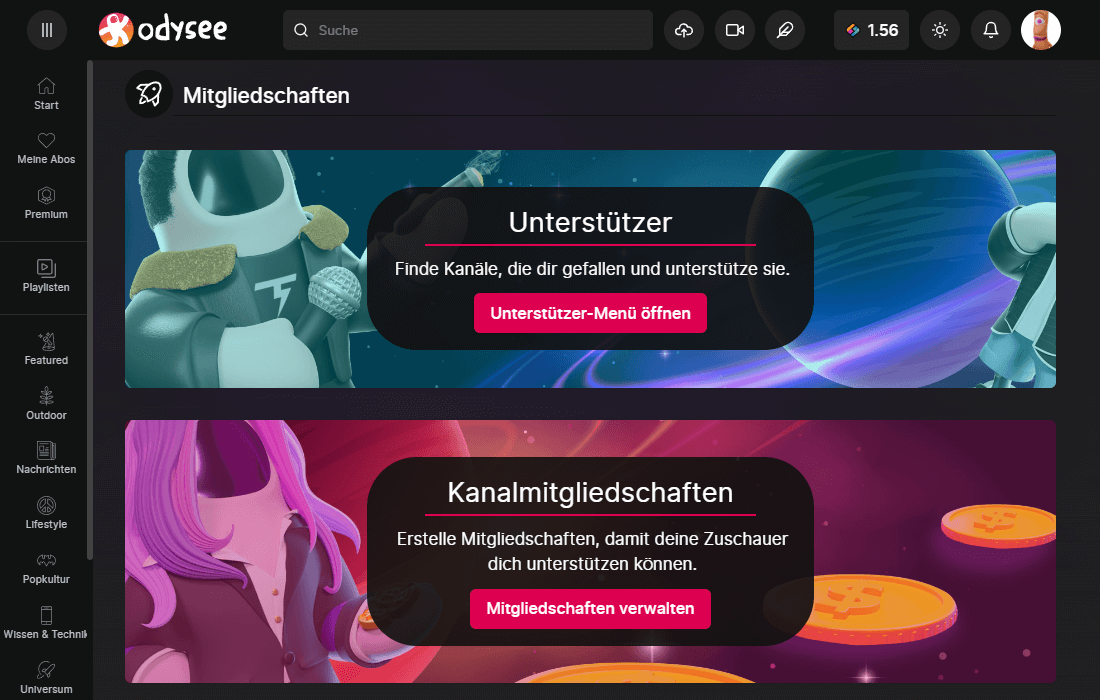 odysee
Suche
1.56
Start
Meine Abos
Premium
Playlisten
Featured
Outdoor
Nachrichten
Lifestyle
Popkultur
Wissen & Technik
Universum
Mitgliedschaften
Unterstützer
Finde Kanäle, die dir gefallen und unterstütze sie.
Unterstützer-Menü öffnen
Kanalmitgliedschaften
Erstelle Mitgliedschaften, damit deine Zuschauer
dich unterstützen können.
Mitgliedschaften verwalten